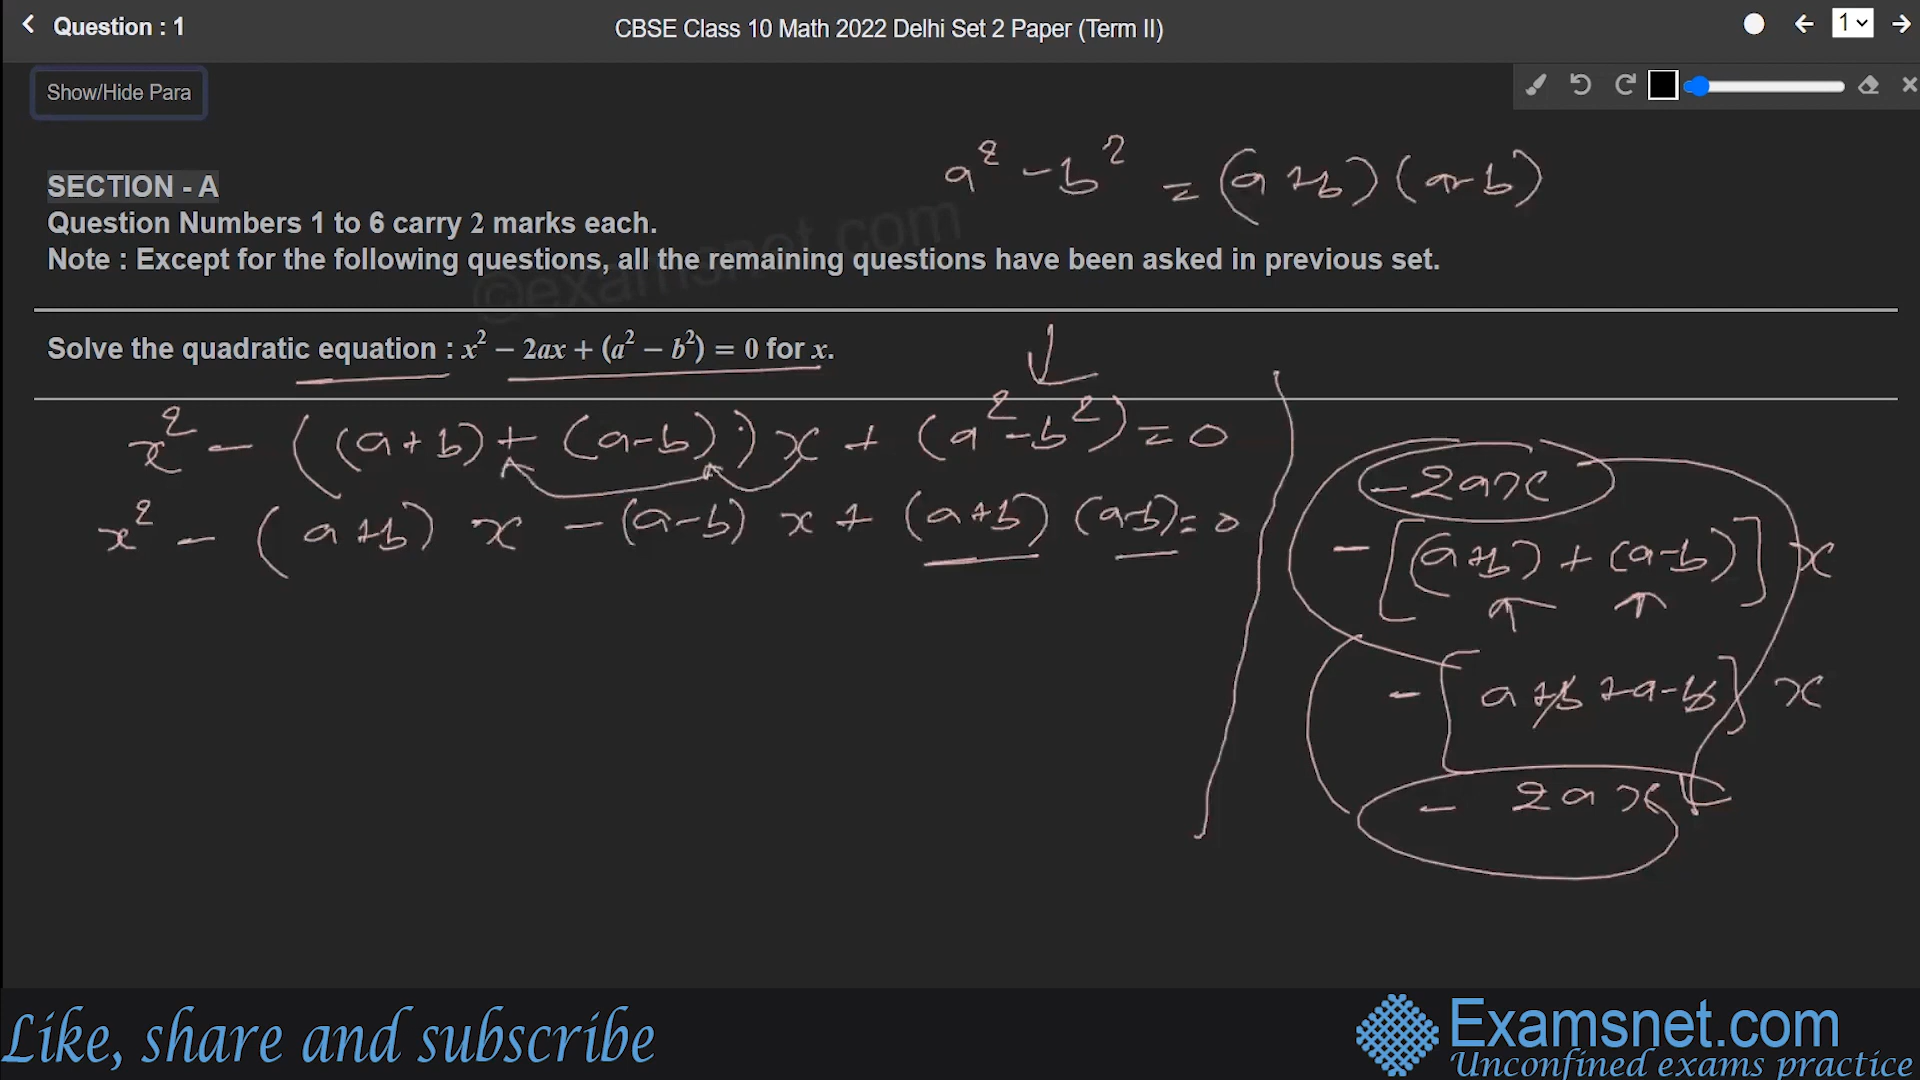 Question : 1
CBSE Class 10 Math 2022 Delhi Set 2 Paper (Term II)
1
Show/Hide Para
a² - b² = (a+b) (a-b)
SECTION - A
Question Numbers 1 to 6 carry 2 marks each.
Note : Except for the following questions, all the remaining questions have been asked in previous set.
©examsnet.com
Solve the quadratic equation : x² − 2ax + (a² − b²) = 0 for x.
x² - ((a+b) + (a-b)) x + (a²-b²) = 0
x² - (a+b) x - (a-b) x + (a+b) (a-b) = 0
-2ax
- [(a+b) + (a-b)] x
- [a+b+a-b] x
- 2ax
Like, share and subscribe
Examsnet.com
Unconfined exams practice